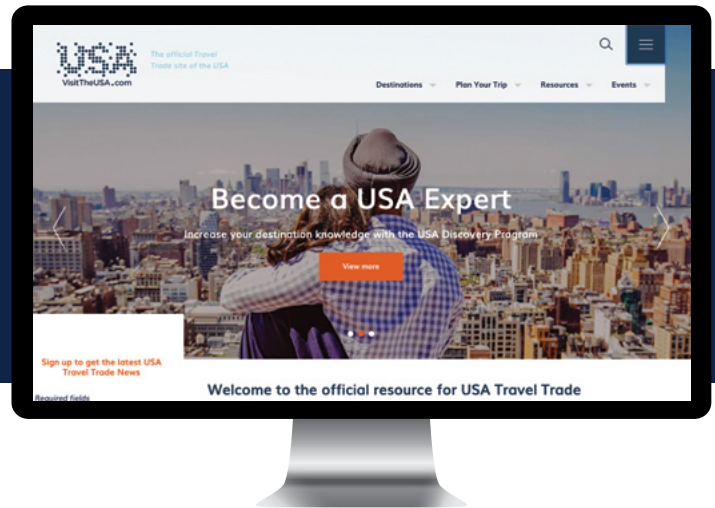 USA
VisitTheUSA.com
The official Travel
Trade site of the USA
Destinations
Plan Your Trip
Resources
Events
Become a USA Expert
Increase your destination knowledge with the USA Discovery Program
View more
Sign up to get the latest USA
Travel Trade News
Required fields
Welcome to the official resource for USA Travel Trade